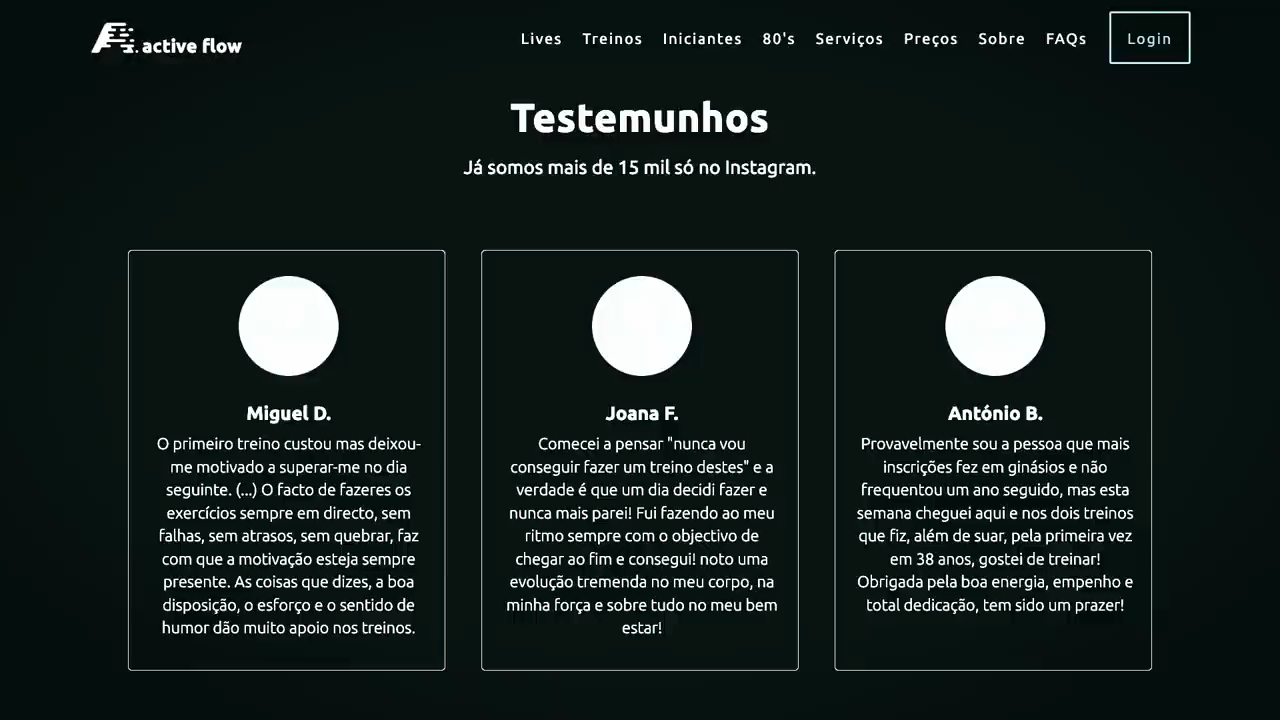 active flow
Lives Treinos Iniciantes 80's Serviços Preços Sobre FAQs Login
Testemunhos
Já somos mais de 15 mil só no Instagram.
Miguel D.
O primeiro treino custou mas deixou-
me motivado a superar-me no dia
seguinte. (...) O facto de fazeres os
exercícios sempre em directo, sem
falhas, sem atrasos, sem quebrar, faz
com que a motivação esteja sempre
presente. As coisas que dizes, a boa
disposição, o esforço e o sentido de
humor dão muito apoio nos treinos.
Joana F.
Comecei a pensar "nunca vou
conseguir fazer um treino destes" e a
verdade é que um dia decidi fazer e
nunca mais parei! Fui fazendo ao meu
ritmo sempre com o objectivo de
chegar ao fim e consegui! noto uma
evolução tremenda no meu corpo, na
minha força e sobre tudo no meu bem
estar!
António B.
Provavelmente sou a pessoa que mais
inscrições fez em ginásios e não
frequentou um ano seguido, mas esta
semana cheguei aqui e nos dois treinos
que fiz, além de suar, pela primeira vez
em 38 anos, gostei de treinar!
Obrigada pela boa energia, empenho e
total dedicação, tem sido um prazer!